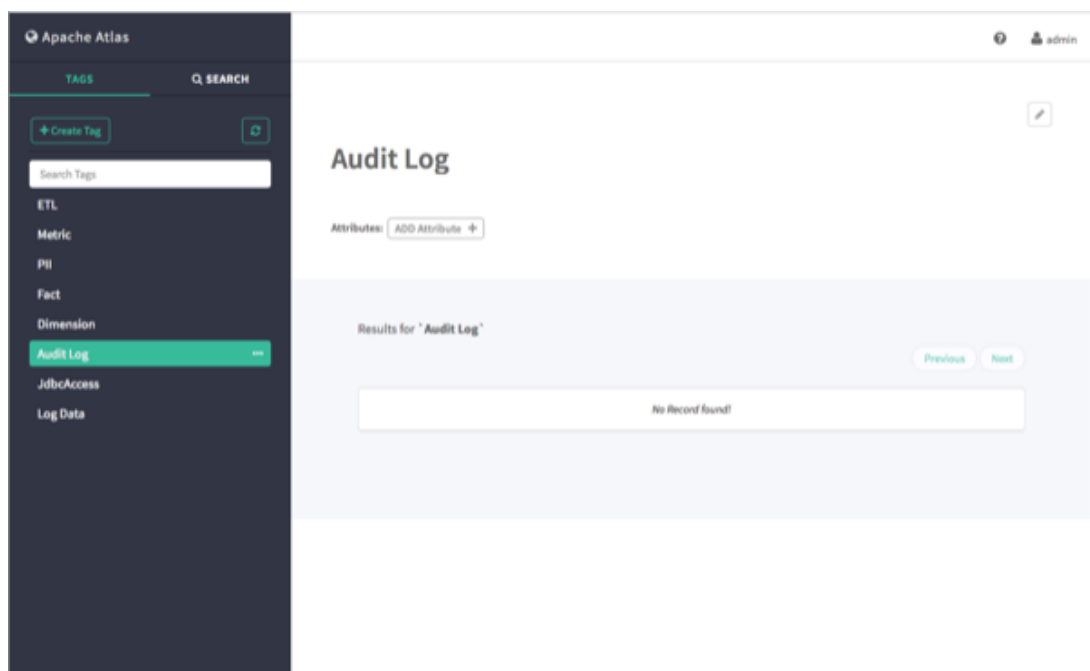 Apache Atlas
admin
TAGS
SEARCH
Create Tag
Search Tags
ETL
Metric
PII
Fact
Dimension
Audit Log
JdbcAccess
Log Data
Audit Log
Attributes: ADD Attribute +
Results for `Audit Log`
Previous Next
No Record found!